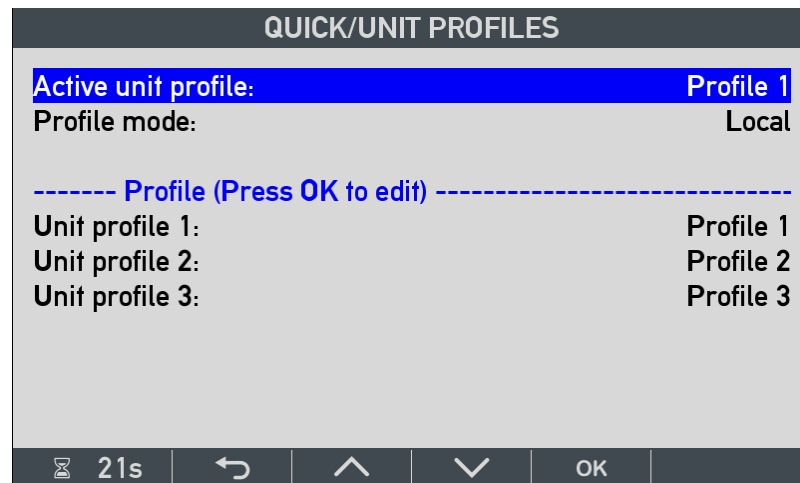 QUICK/UNIT PROFILES
Active unit profile: Profile 1
Profile mode: Local
------- Profile (Press OK to edit) ------------------------------
Unit profile 1: Profile 1
Unit profile 2: Profile 2
Unit profile 3: Profile 3
21s OK